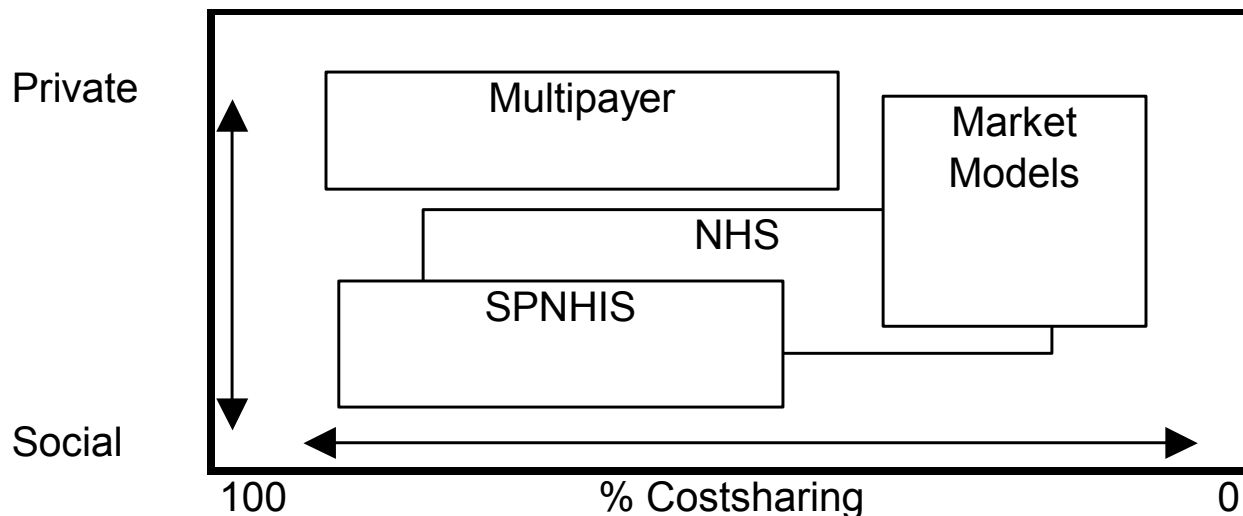 Private
Multipayer
Market
Models
NHS
SPNHIS
Social
100
% Costsharing
0